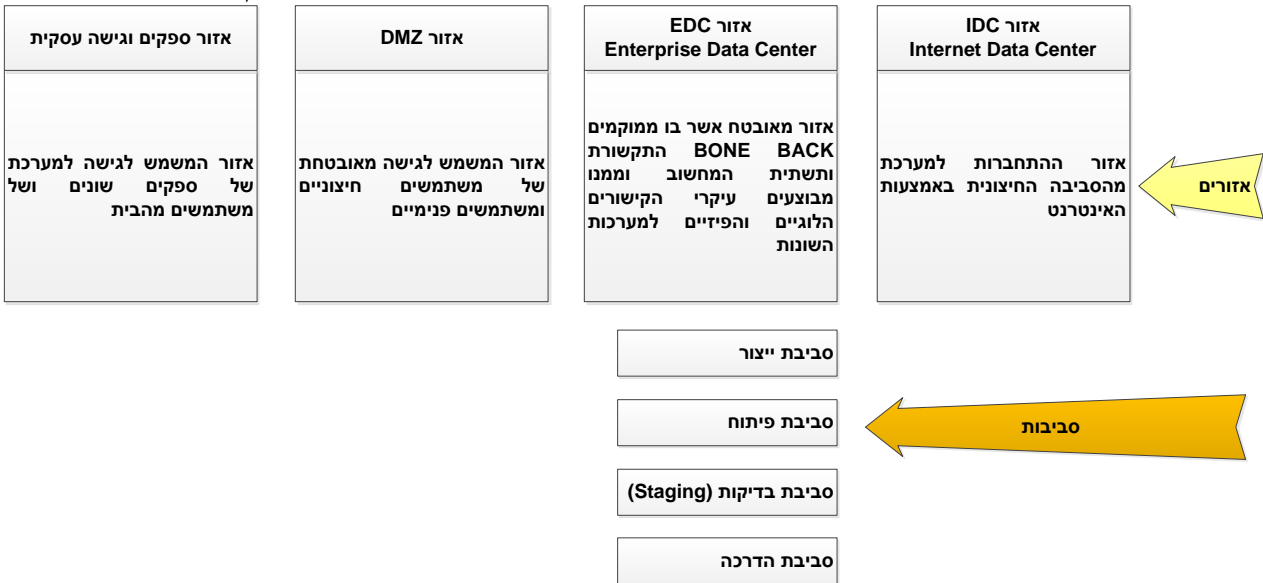 אזור IDC
Internet Data Center
אזור ההתחברות למערכת
מהסביבה החיצונית באמצעות
האינטרנט
אזור EDC
Enterprise Data Center
אזור מאובטח אשר בו ממוקמים
BONE BACK התקשורת
ותשתית המחשוב וממנו
מבוצעים עיקרי הקישורים
הלוגיים והפיזיים למערכות
השונות
אזור DMZ
אזור המשמש לגישה מאובטחת
של משתמשים חיצוניים
ומשתמשים פנימיים
אזור ספקים וגישה עסקית
אזור המשמש לגישה למערכת
של ספקים שונים ושל
משתמשים מהבית
אזורים
סביבת ייצור
סביבת פיתוח
סביבת בדיקות (Staging)
סביבת הדרכה
סביבות